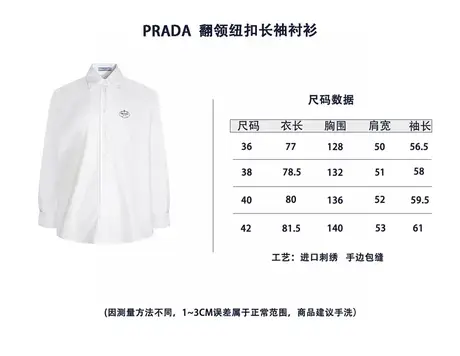 PRADA 翻领纽扣长袖衬衫
尺码数据
尺码 衣长 胸围 肩宽 袖长
36 77 128 50 56.5
38 78.5 132 51 58
40 80 136 52 59.5
42 81.5 140 53 61
工艺：进口刺绣 手边包缝
(因测量方法不同，1~3CM误差属于正常范围，商品建议手洗)